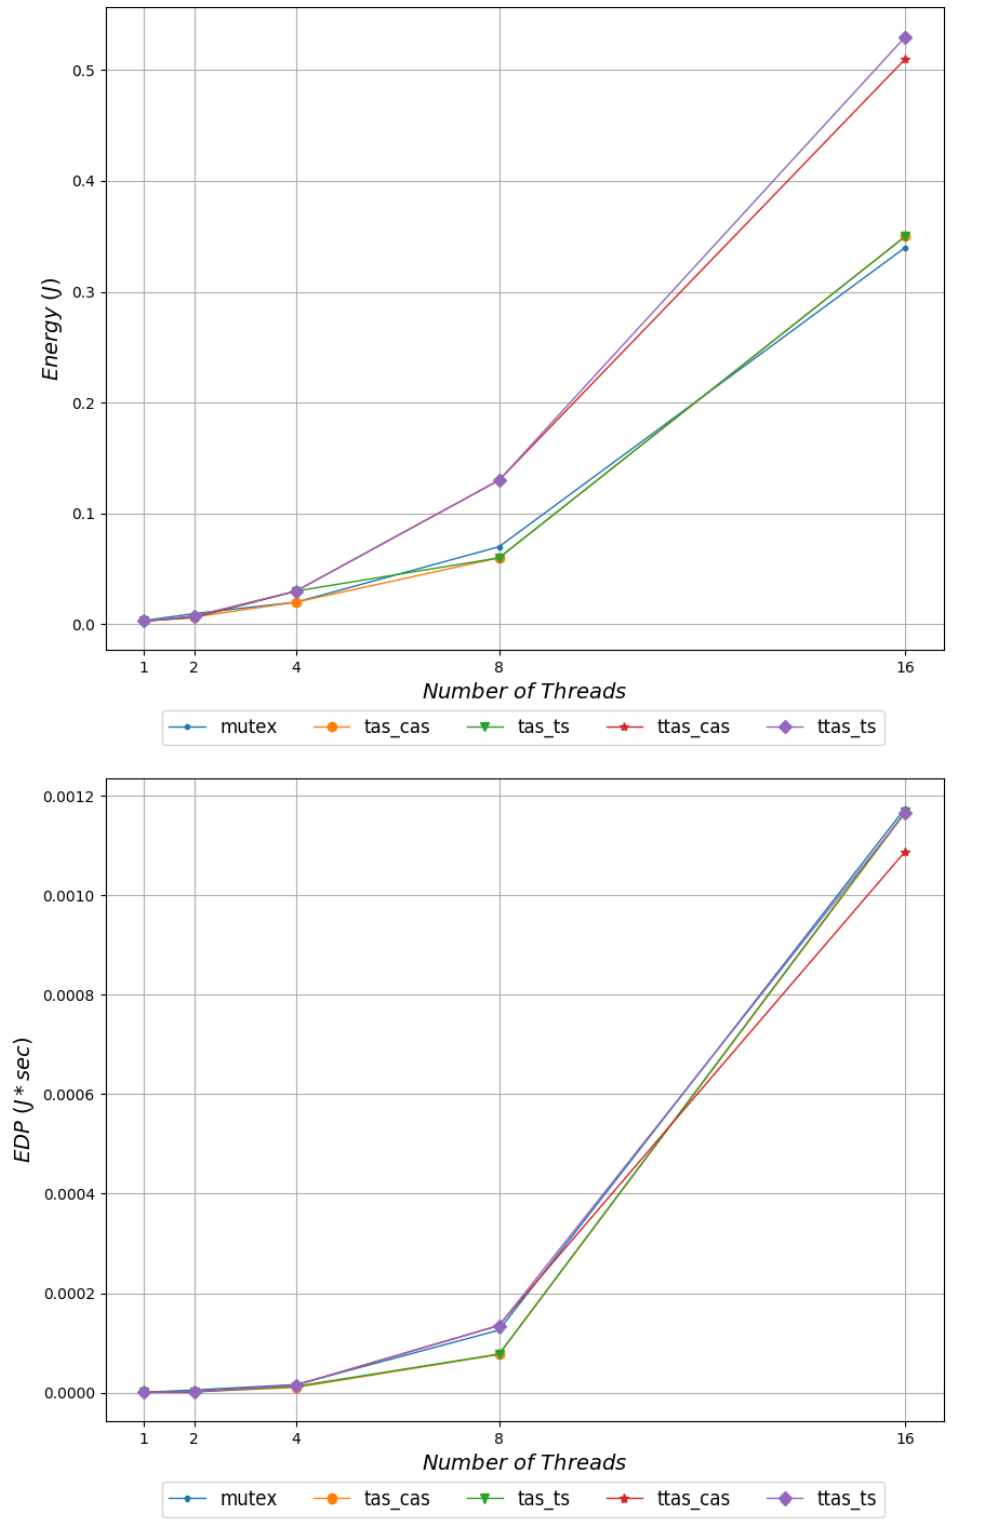 0.5
0.4
0.3
0.2
0.1
0.0
Energy (J)
1 2 4 8 16
Number of Threads
mutex tas_cas tas_ts ttas_cas ttas_ts
0.0012
0.0010
0.0008
0.0006
0.0004
0.0002
0.0000
EDP (J * sec)
1 2 4 8 16
Number of Threads
mutex tas_cas tas_ts ttas_cas ttas_ts